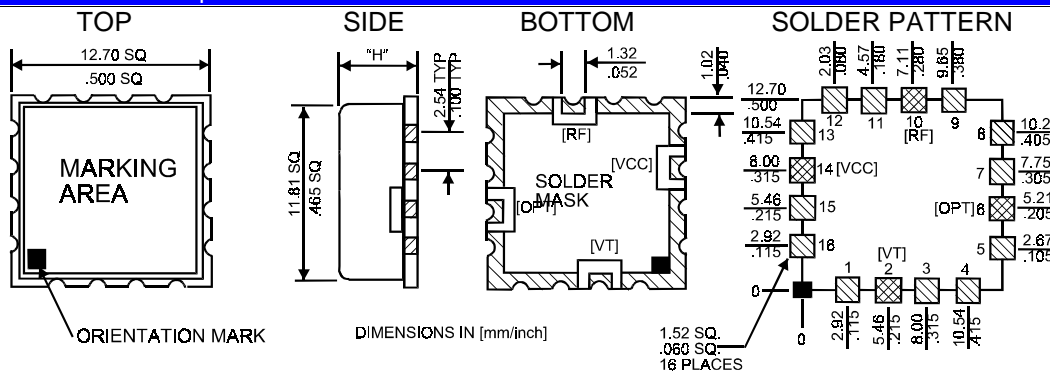 TOP
SIDE
BOTTOM
SOLDER PATTERN
12.70 SQ
.500 SQ
MARKING
AREA
ORIENTATION MARK
"H"
2.54 TYP
.100 TYP
11.81 SQ
.465 SQ
DIMENSIONS IN [mm/inch]
1.32
.052
1.02
.040
[RF]
[VCC]
SOLDER
MASK
[OPT]
[VT]
2.03
.080
4.57
.180
7.11
.280
9.65
.380
12.70
.500
12
11
10
9
[RF]
10.54
.415
13
8.00
.315
14
[VCC]
5.46
.215
15
2.92
.115
16
8
10.2
.405
7
7.75
.305
[OPT]
6
5.21
.205
5
2.67
.105
[VT]
1
2
3
4
0
0
2.92
.115
5.46
.215
8.00
.315
10.54
.415
1.52 SQ.
.060 SQ.
16 PLACES